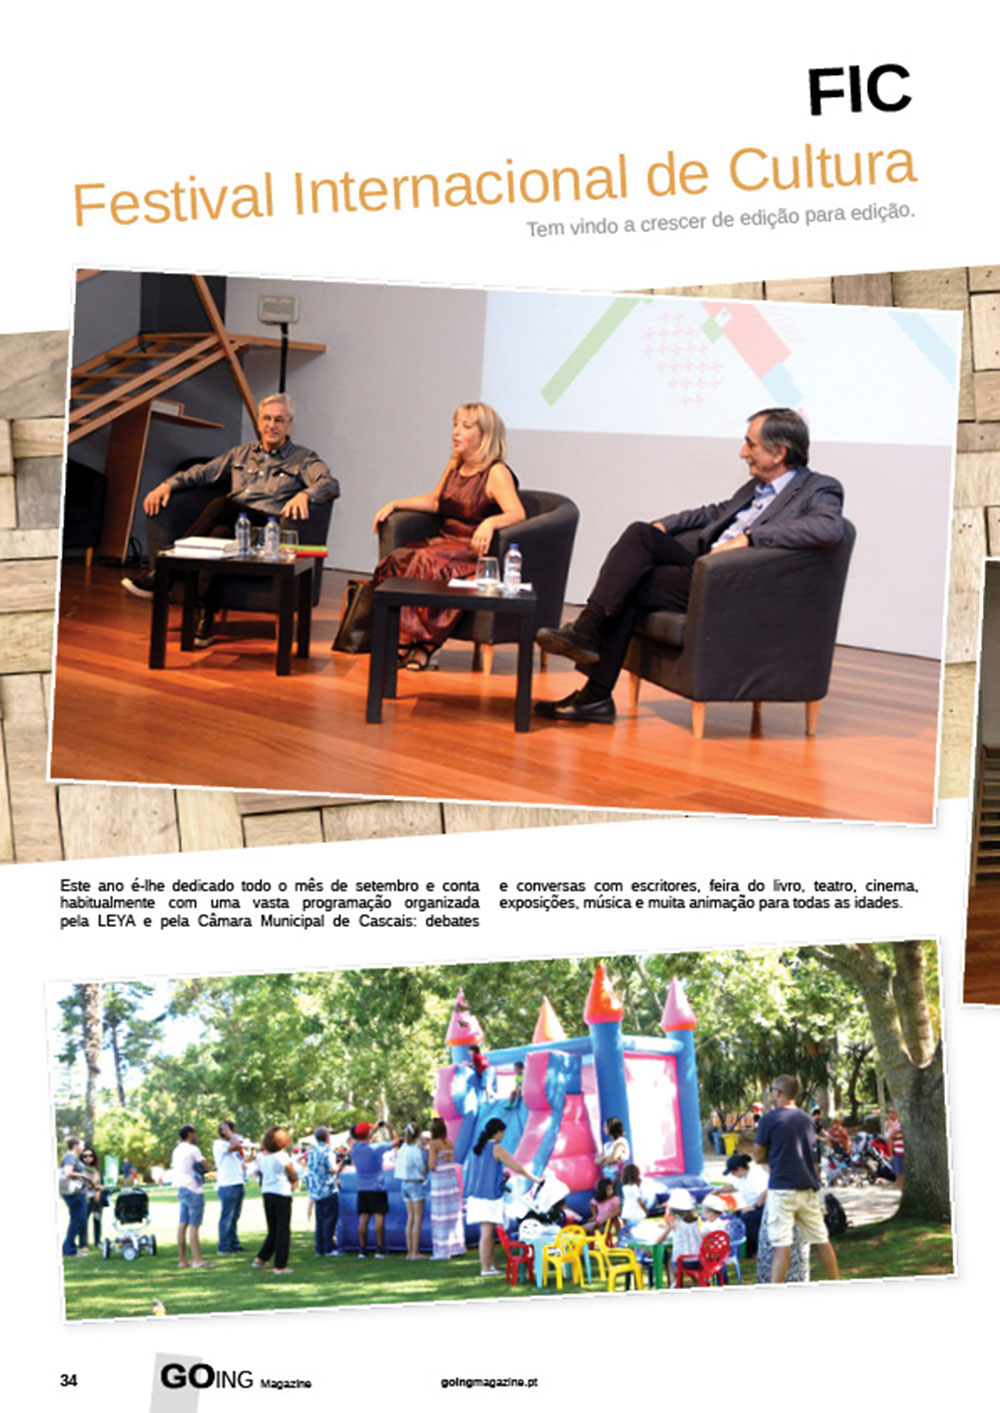 FIC
Festival Internacional de Cultura
Tem vindo a crescer de edição para edição.
Este ano é-lhe dedicado todo o mês de setembro e conta
habitualmente com uma vasta programação organizada
pela LEYA e pela Câmara Municipal de Cascais: debates
e conversas com escritores, feira do livro, teatro, cinema,
exposições, música e muita animação para todas as idades.
34
GOING Magazine
goingmagazine.pt